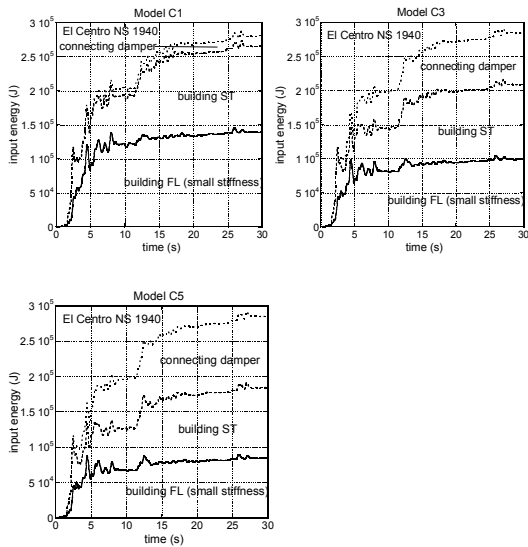 Model C1
3 10⁵
El Centro NS 1940
connecting damper
2.5 10⁵
2 10⁵
building ST
1.5 10⁵
1 10⁵
building FL (small stiffness)
5 10⁴
0
0 5 10 15 20 25 30
input energy (J)
time (s)
Model C3
3 10⁵
El Centro NS 1940
2.5 10⁵
connecting damper
2 10⁵
building ST
1.5 10⁵
1 10⁵
5 10⁴
building FL (small stiffness)
0
0 5 10 15 20 25 30
input energy (J)
time (s)
Model C5
3 10⁵
El Centro NS 1940
2.5 10⁵
connecting damper
2 10⁵
1.5 10⁵
building ST
1 10⁵
5 10⁴
building FL (small stiffness)
0
0 5 10 15 20 25 30
input energy (J)
time (s)